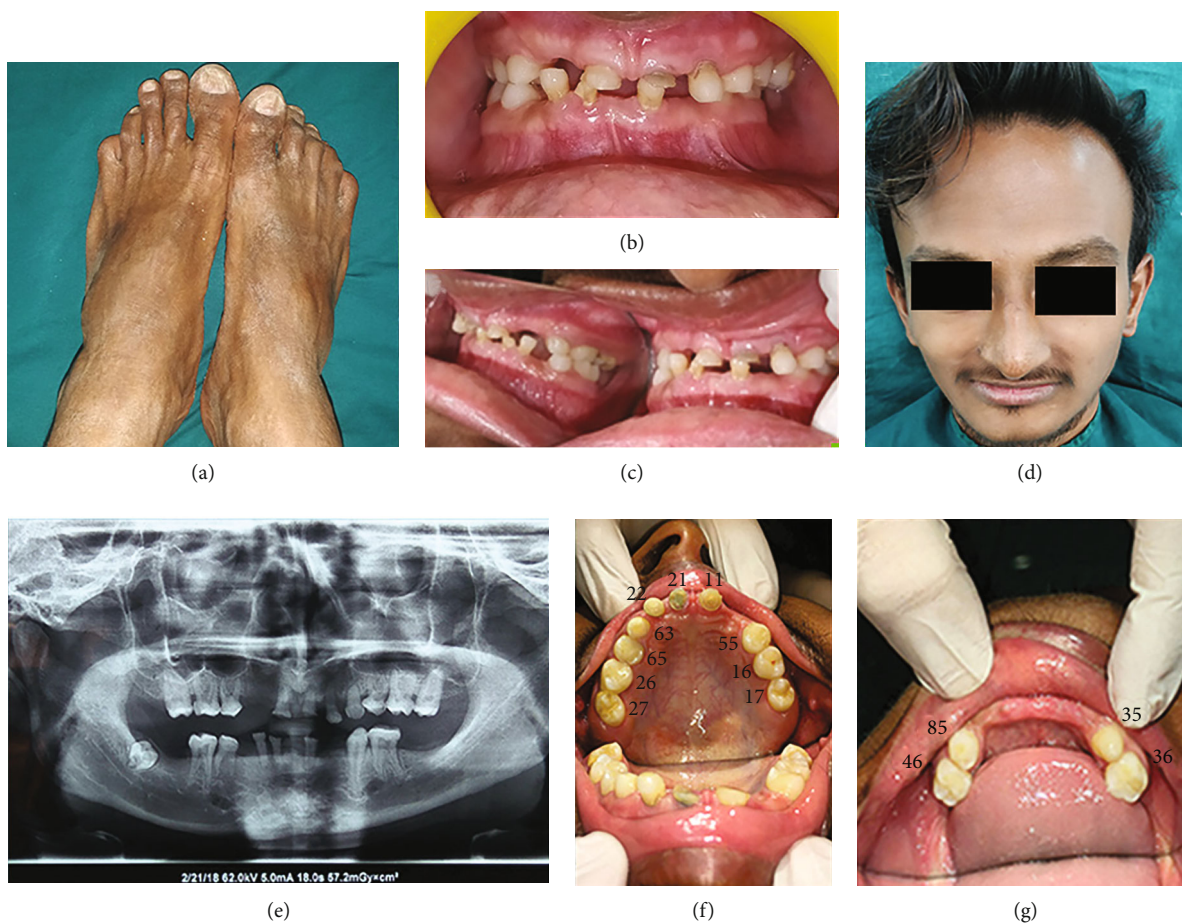 (a)
(b)
(c)
(d)
2/21/18 62.0kV 5.0mA 18.0s 57.2mGy×cm²
(e)
21 11
22
63 55
65 16
26 17
27
(f)
85 35
46 36
(g)